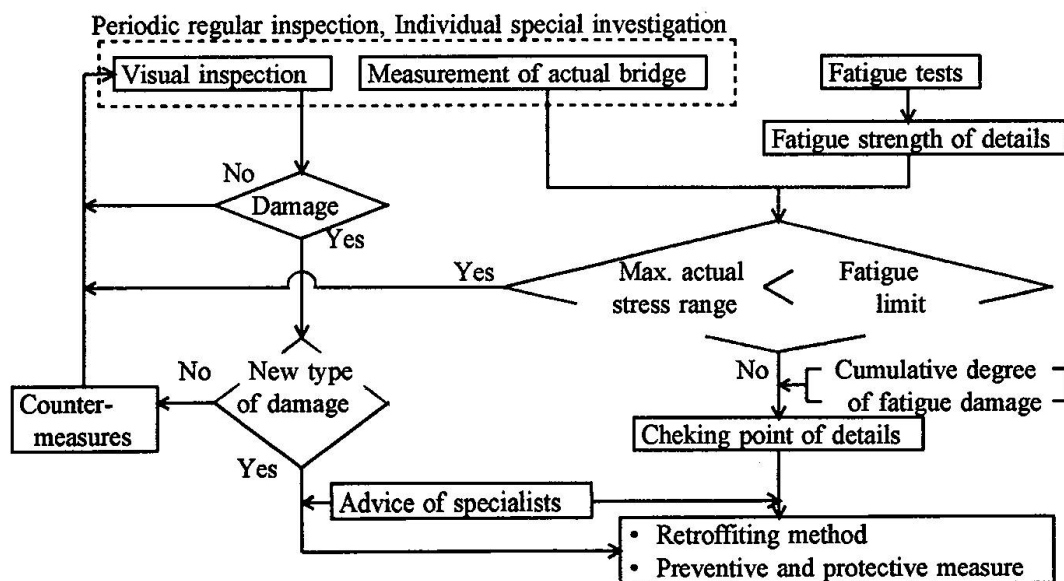 Periodic regular inspection, Individual special investigation
Visual inspection
Measurement of actual bridge
Fatigue tests
Fatigue strength of details
No
Damage
Yes
Yes
Max. actual
stress range
<
Fatigue
limit
No
New type
of damage
Counter-
measures
No
Cumulative degree
of fatigue damage
Cheking point of details
Yes
Advice of specialists
• Retroffiting method
• Preventive and protective measure